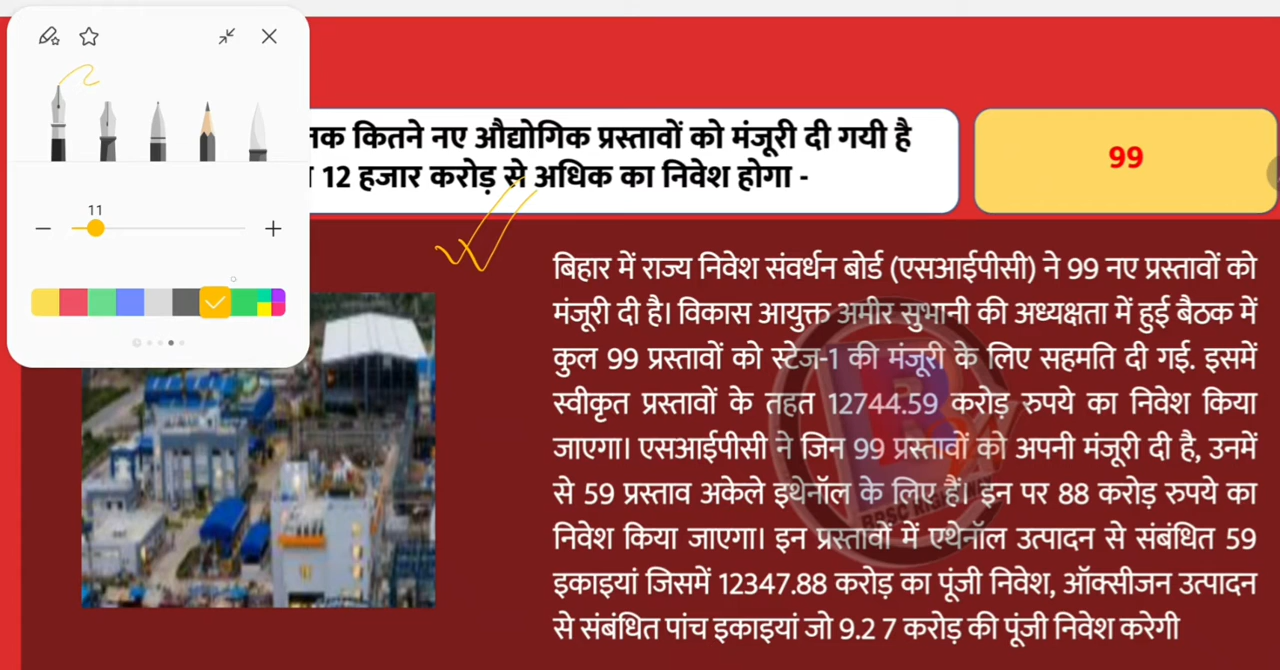 11
कितने नए औद्योगिक प्रस्तावों को मंजूरी दी गयी है
12 हजार करोड़ से अधिक का निवेश होगा -
99
बिहार में राज्य निवेश संवर्धन बोर्ड (एसआईपीसी) ने 99 नए प्रस्तावों को
मंजूरी दी है। विकास आयुक्त अमीर सुभानी की अध्यक्षता में हुई बैठक में
कुल 99 प्रस्तावों को स्टेज-1 की मंजूरी के लिए सहमति दी गई. इसमें
स्वीकृत प्रस्तावों के तहत 12744.59 करोड़ रुपये का निवेश किया
जाएगा। एसआईपीसी ने जिन 99 प्रस्तावों को अपनी मंजूरी दी है, उनमें
से 59 प्रस्ताव अकेले इथेनॉल के लिए हैं। इन पर 88 करोड़ रुपये का
निवेश किया जाएगा। इन प्रस्तावों में एथेनॉल उत्पादन से संबंधित 59
इकाइयां जिसमें 12347.88 करोड़ का पूंजी निवेश, ऑक्सीजन उत्पादन
से संबंधित पांच इकाइयां जो 9.2 7 करोड़ की पूंजी निवेश करेगी